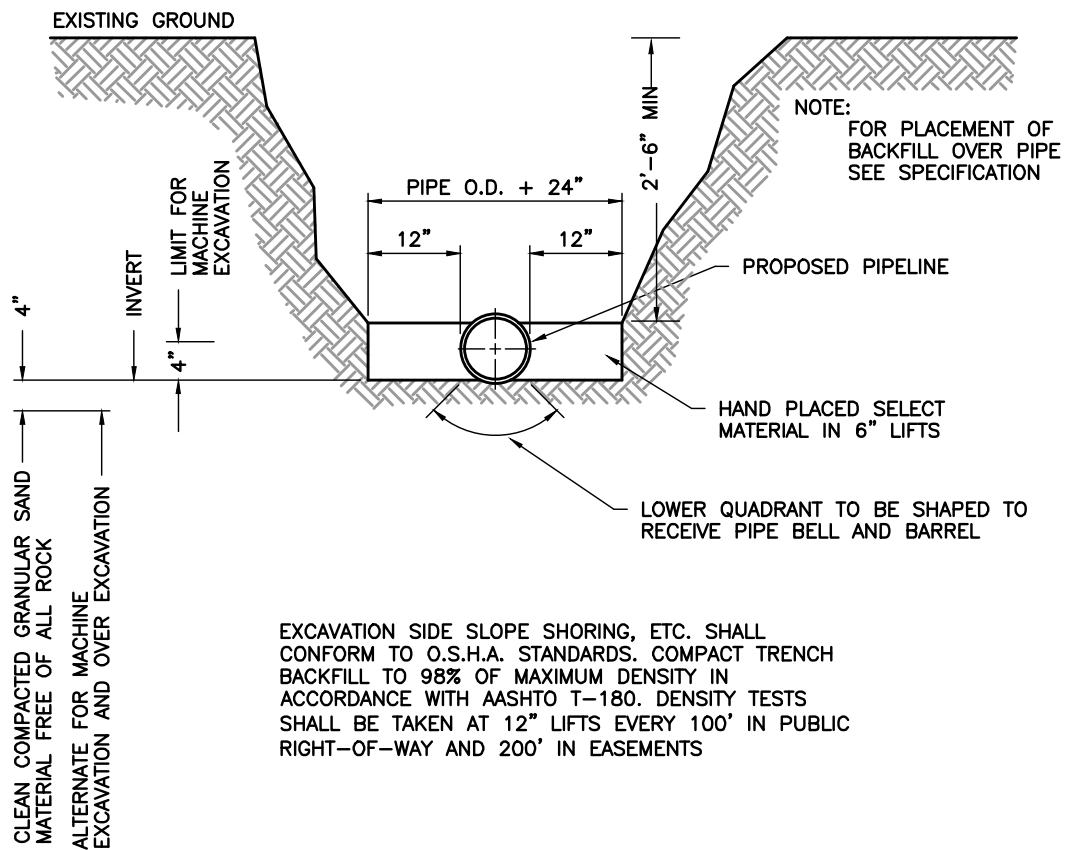 EXISTING GROUND
2'-6" MIN
NOTE:
FOR PLACEMENT OF
BACKFILL OVER PIPE
SEE SPECIFICATION
PIPE O.D. + 24"
12"
12"
LIMIT FOR
MACHINE
EXCAVATION
INVERT
4"
4"
PROPOSED PIPELINE
HAND PLACED SELECT
MATERIAL IN 6" LIFTS
LOWER QUADRANT TO BE SHAPED TO
RECEIVE PIPE BELL AND BARREL
CLEAN COMPACTED GRANULAR SAND
MATERIAL FREE OF ALL ROCK
ALTERNATE FOR MACHINE
EXCAVATION AND OVER EXCAVATION
EXCAVATION SIDE SLOPE SHORING, ETC. SHALL
CONFORM TO O.S.H.A. STANDARDS. COMPACT TRENCH
BACKFILL TO 98% OF MAXIMUM DENSITY IN
ACCORDANCE WITH AASHTO T-180. DENSITY TESTS
SHALL BE TAKEN AT 12" LIFTS EVERY 100' IN PUBLIC
RIGHT-OF-WAY AND 200' IN EASEMENTS